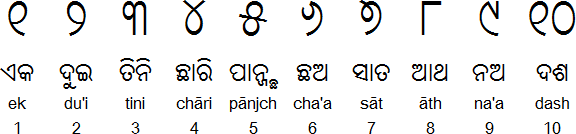 ୧ ୨ ୩ ୪ ୫ ୬ ୭ ୮ ୯ ୧୦
ଏକ ଦୁଇ ତିନି ଛାରି ପାନ୍ଜ୍ଛ ଛଅ ସାତ ଆଥ ନଅ ଦଶ
ek du'i tini chāri pānjch cha'a sāt āth na'a dash
1 2 3 4 5 6 7 8 9 10